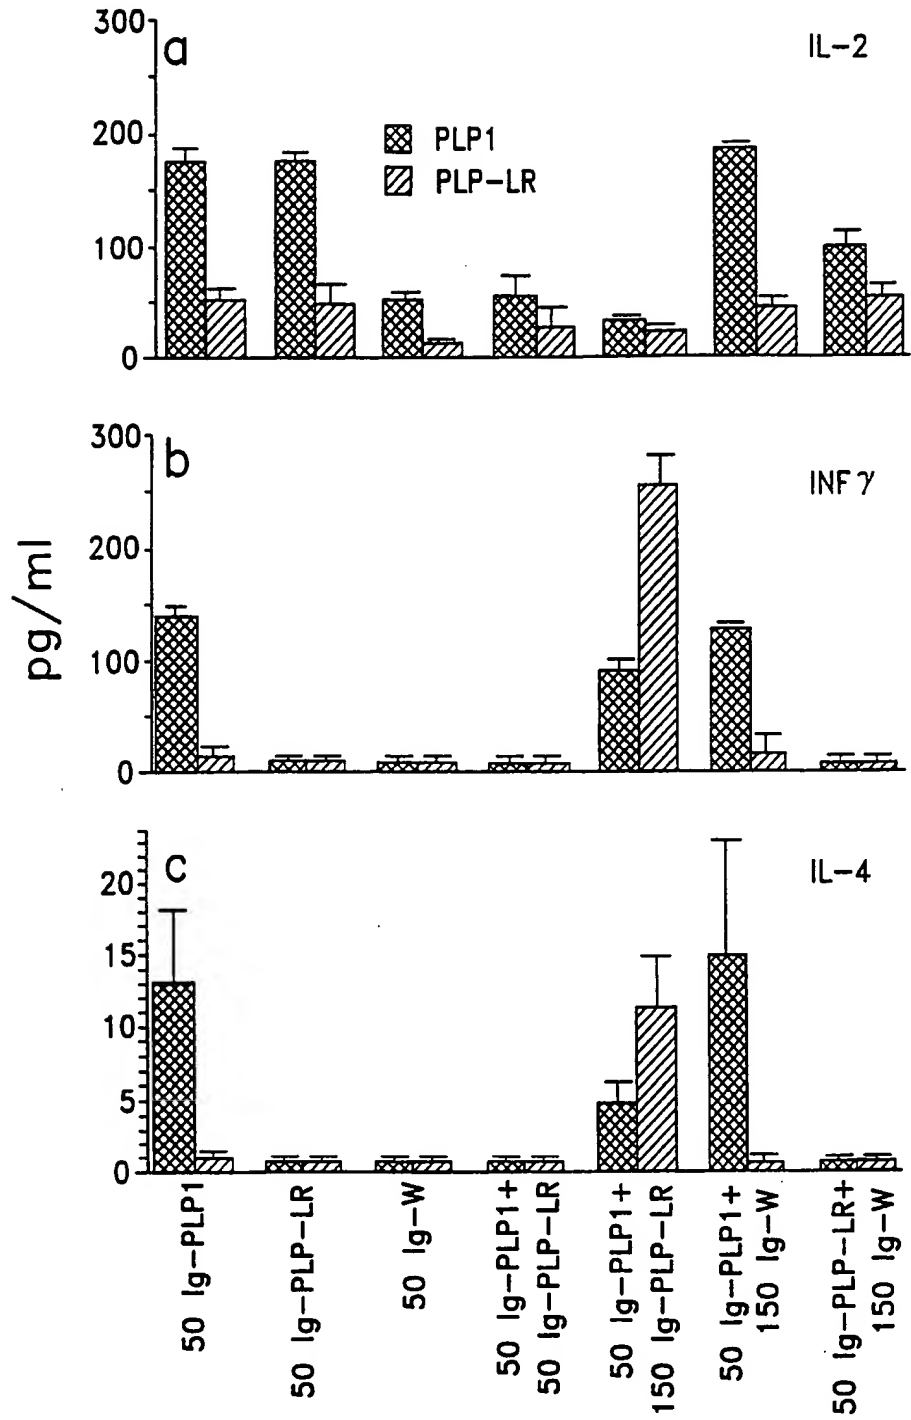 300
a
IL-2
200
PLP1
PLP-LR
100
0
300
b
INFγ
200
100
0
pg/ml
c
IL-4
20
15
10
5
0
50 Ig-PLP1
50 Ig-PLP-LR
50 Ig-W
50 Ig-PLP1+
50 Ig-PLP-LR
50 Ig-PLP1+
150 Ig-PLP-LR
50 Ig-PLP1+
150 Ig-W
50 Ig-PLP-LR+
150 Ig-W